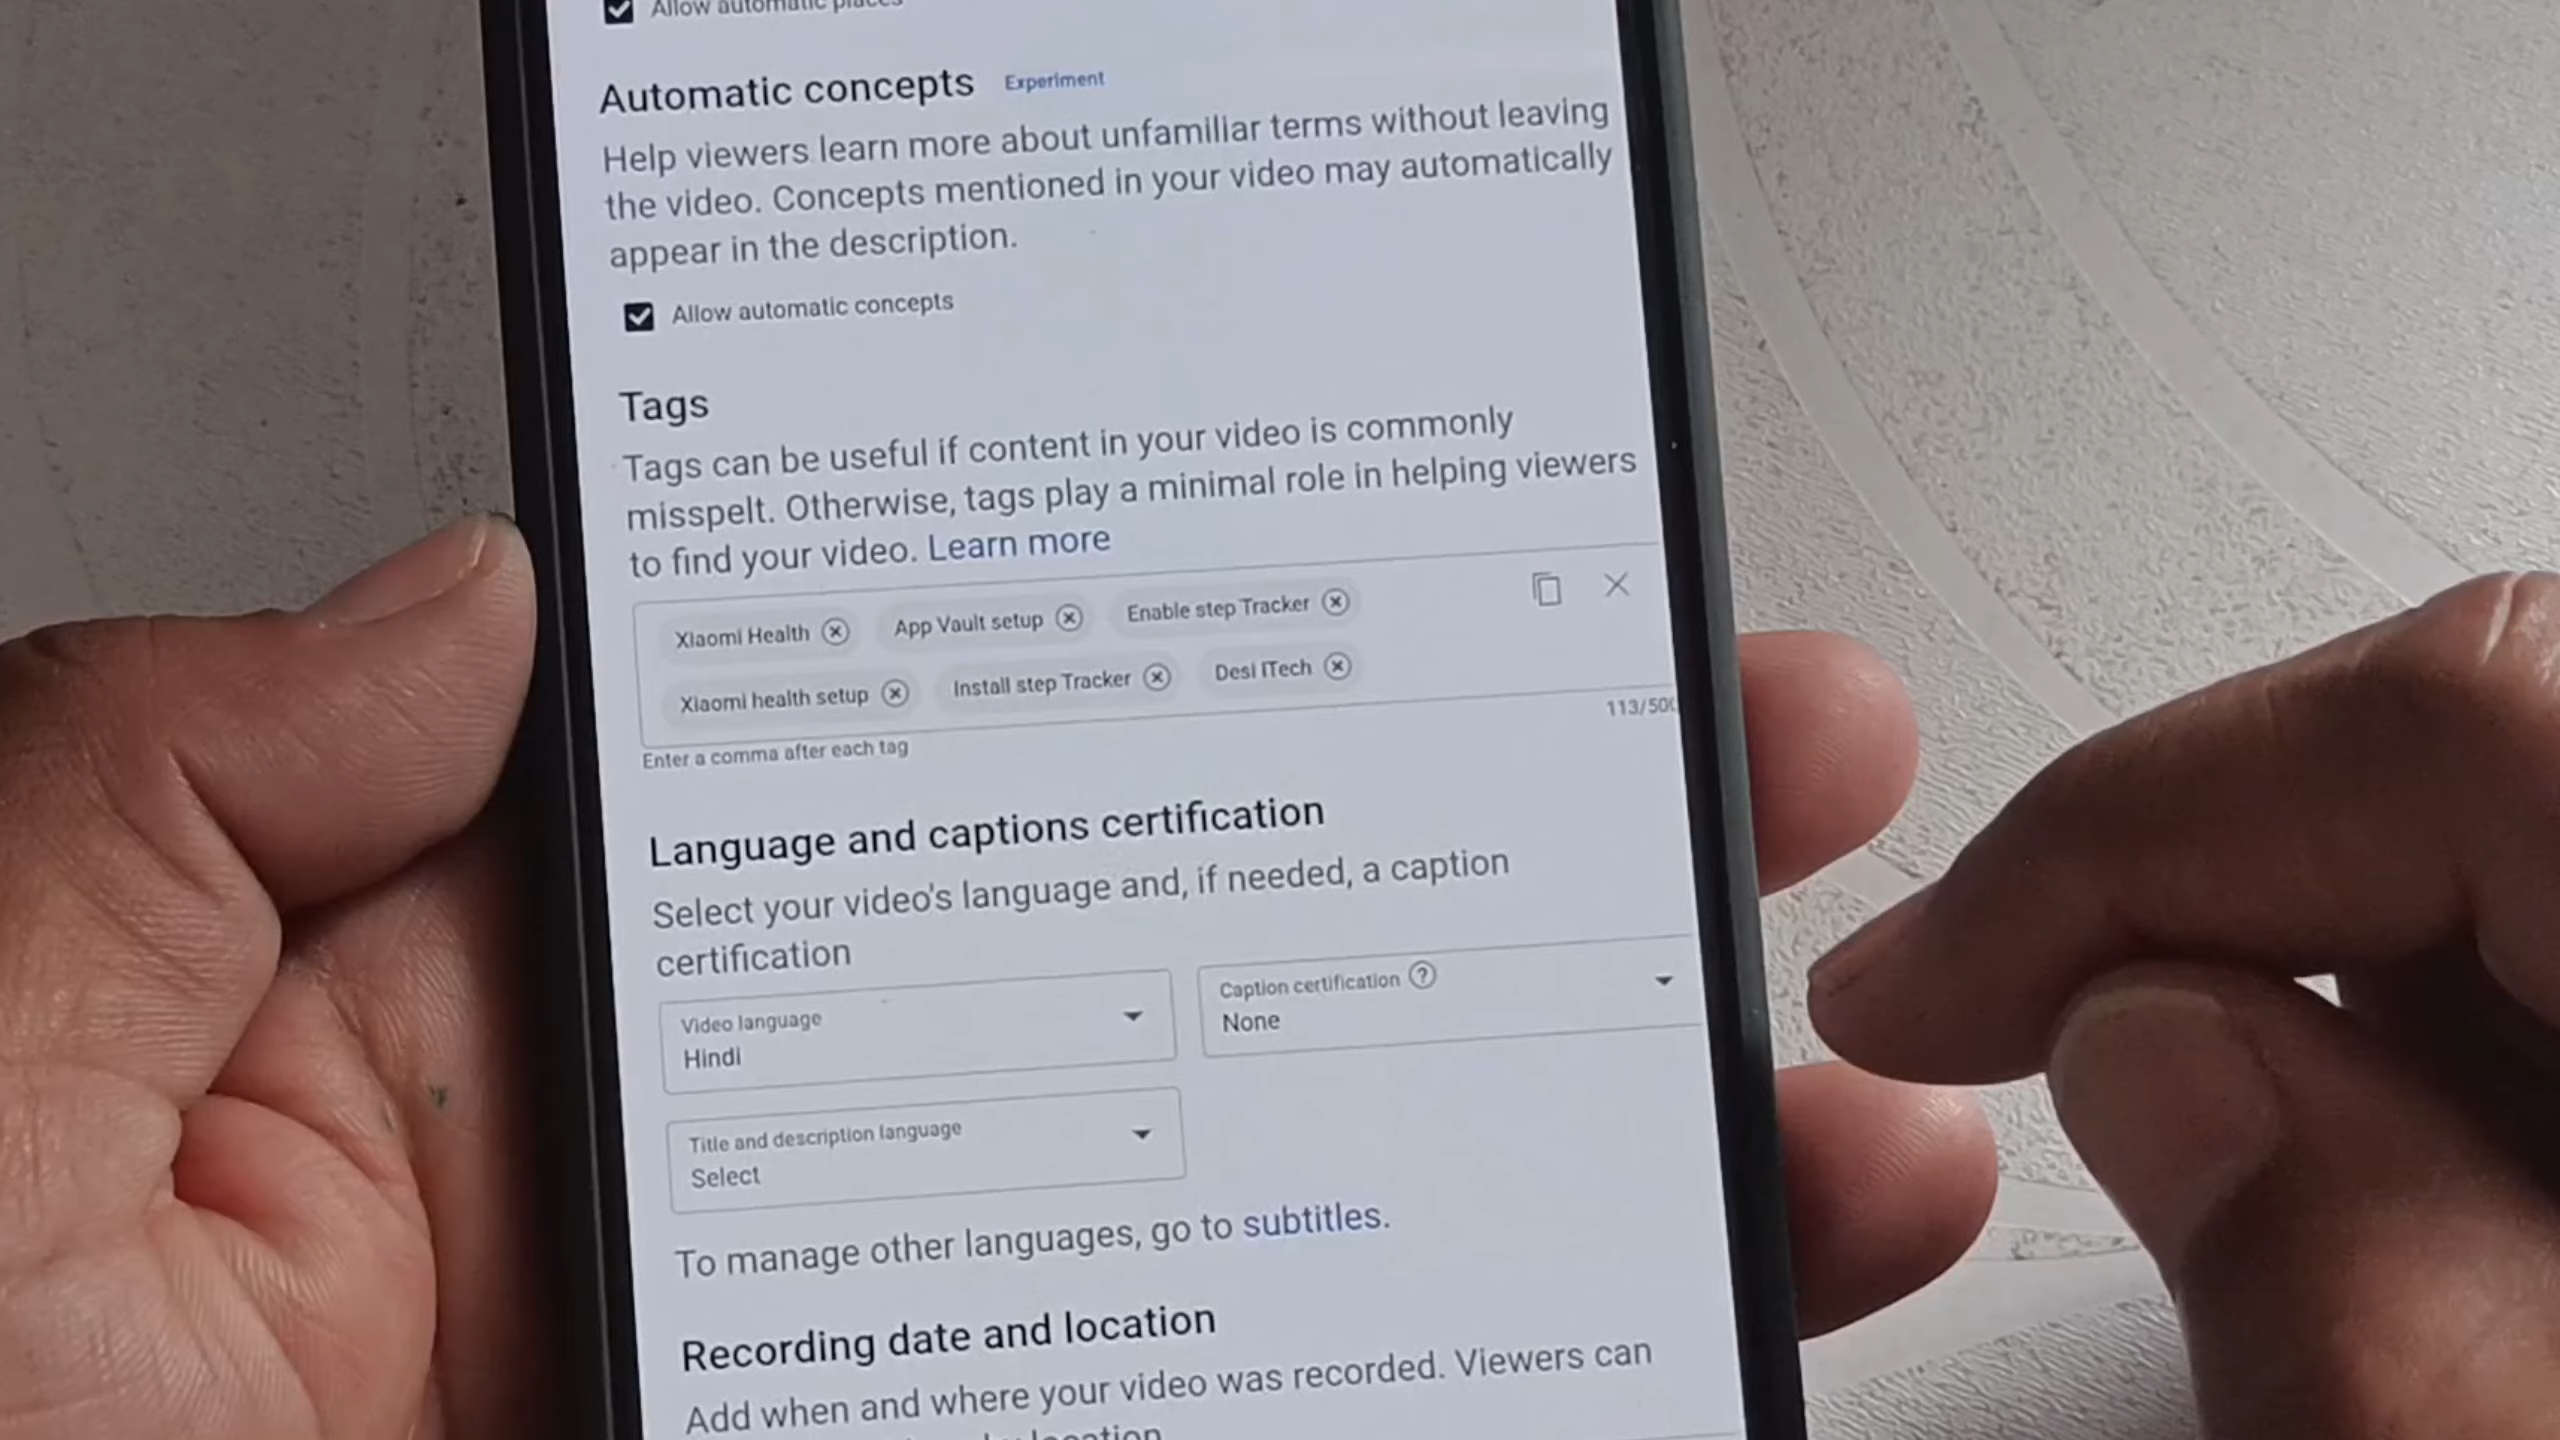 Allow automatic places
Automatic concepts Experiment
Help viewers learn more about unfamiliar terms without leaving
the video. Concepts mentioned in your video may automatically
appear in the description.
Allow automatic concepts
Tags
Tags can be useful if content in your video is commonly
misspelt. Otherwise, tags play a minimal role in helping viewers
to find your video. Learn more
Xiaomi Health App Vault setup Enable step Tracker
Xiaomi health setup Install step Tracker Desi ITech
113/500
Enter a comma after each tag
Language and captions certification
Select your video's language and, if needed, a caption
certification
Video language Caption certification ?
Hindi None
Title and description language
Select
To manage other languages, go to subtitles.
Recording date and location
Add when and where your video was recorded. Viewers can
location